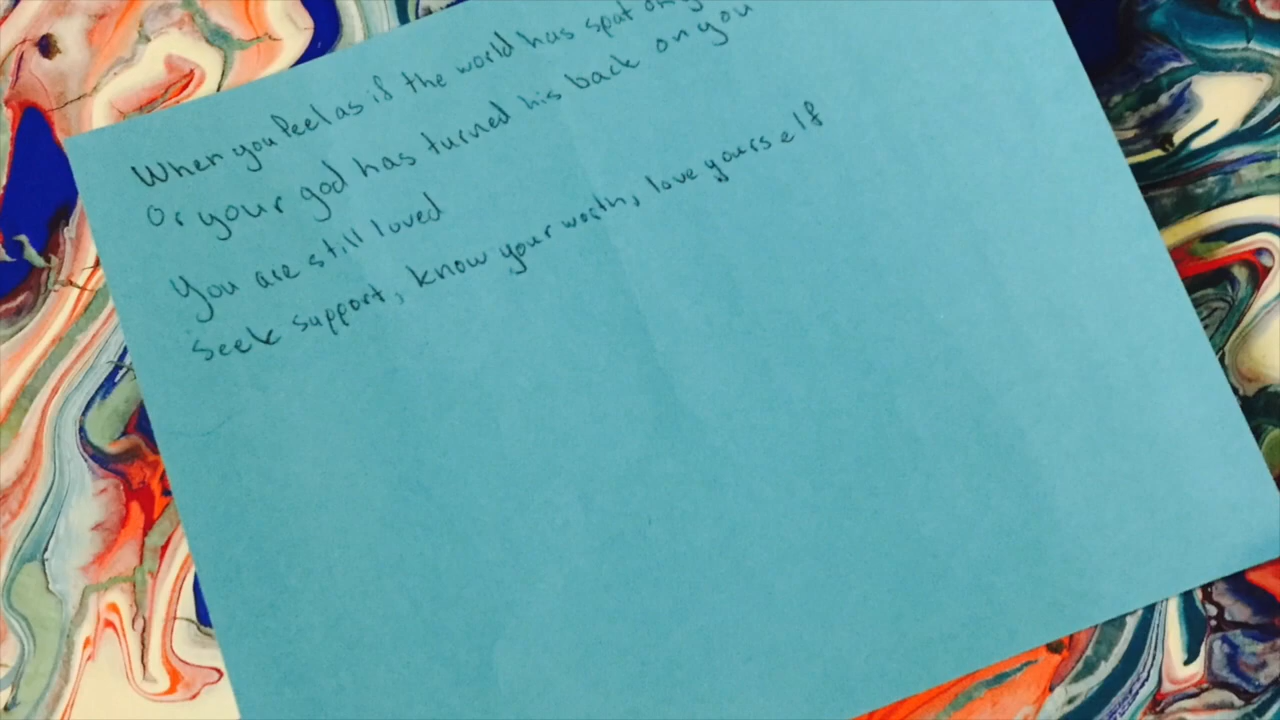 When you feel as if the world has spat on
Or your god has turned his back on you
You are still loved
Seek support, know your worth, love yourself